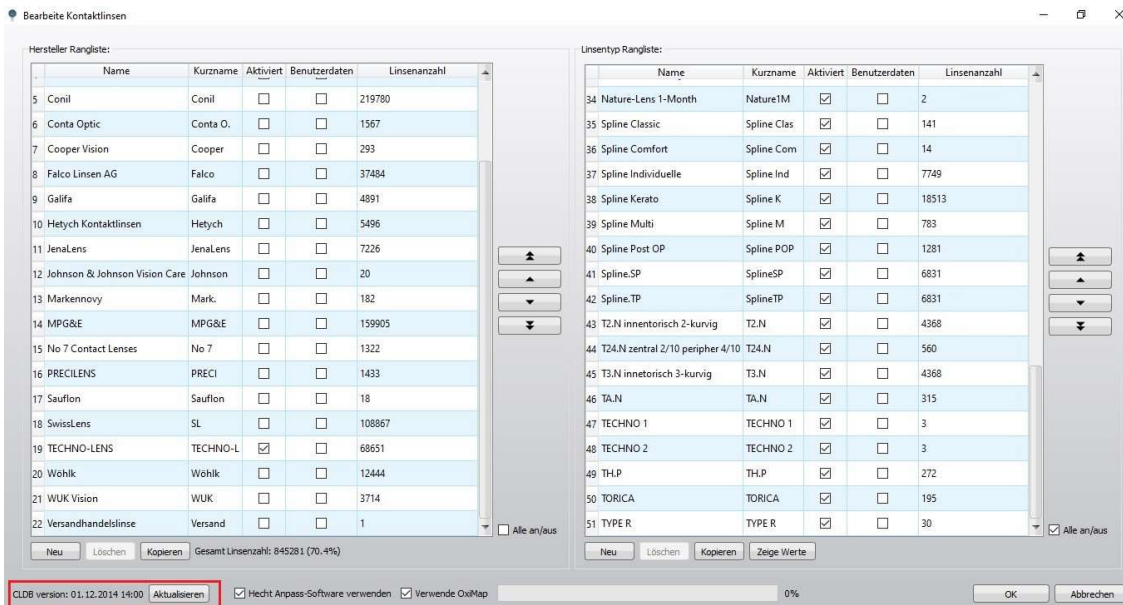 Bearbeite Kontaktlinsen
Hersteller Rangliste:
Name Kurzname Aktiviert Benutzerdaten Linsenanzahl
5 Conil Conil 219780
6 Conta Optic Conta O. 1567
7 Cooper Vision Cooper 293
8 Falco Linsen AG Falco 37484
9 Galifa Galifa 4891
10 Hetych Kontaktlinsen Hetych 5496
11 JenaLens JenaLens 7226
12 Johnson & Johnson Vision Care Johnson 20
13 Markennovy Mark. 182
14 MPG&E MPG&E 159905
15 No 7 Contact Lenses No 7 1322
16 PRECILENS PRECI 1433
17 Sauflon Sauflon 18
18 SwissLens SL 108867
19 TECHNO-LENS TECHNO-L 68651
20 Wöhlk Wöhlk 12444
21 WUK Vision WUK 3714
22 Versandhandelslinse Versand 1
Alle an/aus
Neu Löschen Kopieren Gesamt Linsenzahl: 845281 (70.4%)
Linsentyp Rangliste:
Name Kurzname Aktiviert Benutzerdaten Linsenanzahl
34 Nature-Lens 1-Month Nature1M 2
35 Spline Classic Spline Clas 141
36 Spline Comfort Spline Com 14
37 Spline Individuelle Spline Ind 7749
38 Spline Kerato Spline K 18513
39 Spline Multi Spline M 783
40 Spline Post OP Spline POP 1281
41 Spline.SP SplineSP 6831
42 Spline.TP SplineTP 6831
43 T2.N innentorisch 2-kurvig T2.N 4368
44 T24.N zentral 2/10 peripher 4/10 T24.N 560
45 T3.N innetorisch 3-kurvig T3.N 4368
46 TA.N TA.N 315
47 TECHNO 1 TECHNO 1 3
48 TECHNO 2 TECHNO 2 3
49 TH.P TH.P 272
50 TORICA TORICA 195
51 TYPE R TYPE R 30
Alle an/aus
Neu Löschen Kopieren Zeige Werte
CLDB version: 01.12.2014 14:00 Aktualisieren Hecht Anpass-Software verwenden Verwende OxiMap 0% OK Abbrechen